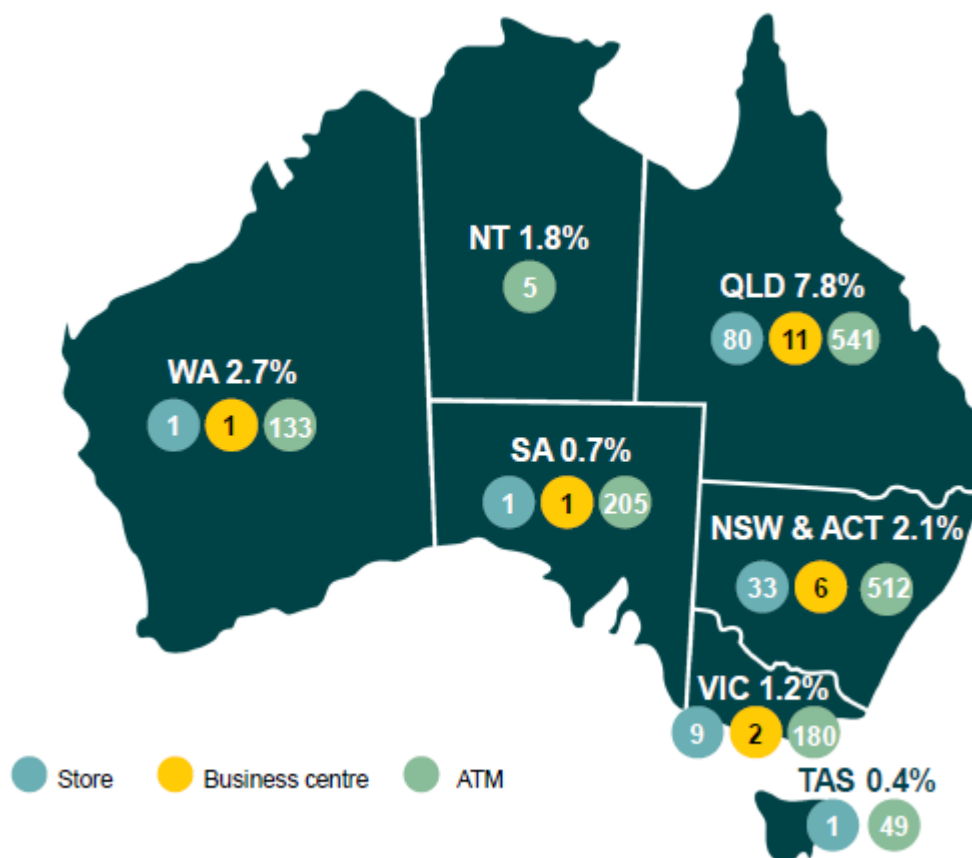 NT 1.8%
5
QLD 7.8%
80 11 541
WA 2.7%
1 1 133
SA 0.7%
1 1 205
NSW & ACT 2.1%
33 6 512
VIC 1.2%
9 2 180
Store Business centre ATM
TAS 0.4%
1 49